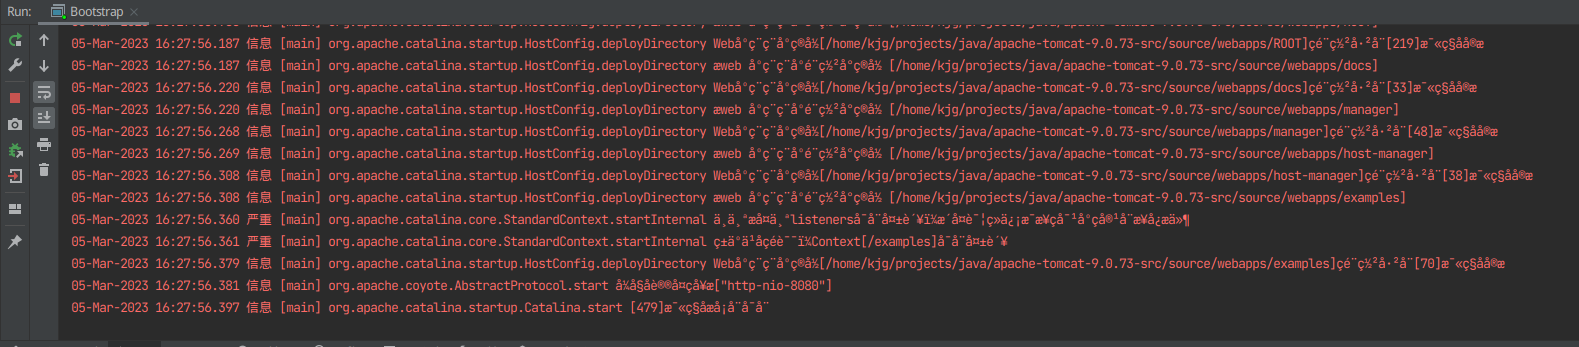 Run: Bootstrap
05-Mar-2023 16:27:56.187 信息 [main] org.apache.catalina.startup.HostConfig.deployDirectory Webåºç¨ç¨åºç®å½[/home/kjg/projects/java/apache-tomcat-9.0.73-src/source/webapps/ROOT]çé¨ç½²å·²å¨[219]æ¯«ç§åå®æ
05-Mar-2023 16:27:56.187 信息 [main] org.apache.catalina.startup.HostConfig.deployDirectory æweb åºç¨ç¨åºé¨ç½²å°ç®å½ [/home/kjg/projects/java/apache-tomcat-9.0.73-src/source/webapps/docs]
05-Mar-2023 16:27:56.220 信息 [main] org.apache.catalina.startup.HostConfig.deployDirectory Webåºç¨ç¨åºç®å½[/home/kjg/projects/java/apache-tomcat-9.0.73-src/source/webapps/docs]çé¨ç½²å·²å¨[33]æ¯«ç§åå®æ
05-Mar-2023 16:27:56.220 信息 [main] org.apache.catalina.startup.HostConfig.deployDirectory æweb åºç¨ç¨åºé¨ç½²å°ç®å½ [/home/kjg/projects/java/apache-tomcat-9.0.73-src/source/webapps/manager]
05-Mar-2023 16:27:56.268 信息 [main] org.apache.catalina.startup.HostConfig.deployDirectory Webåºç¨ç¨åºç®å½[/home/kjg/projects/java/apache-tomcat-9.0.73-src/source/webapps/manager]çé¨ç½²å·²å¨[48]æ¯«ç§åå®æ
05-Mar-2023 16:27:56.269 信息 [main] org.apache.catalina.startup.HostConfig.deployDirectory æweb åºç¨ç¨åºé¨ç½²å°ç®å½ [/home/kjg/projects/java/apache-tomcat-9.0.73-src/source/webapps/host-manager]
05-Mar-2023 16:27:56.308 信息 [main] org.apache.catalina.startup.HostConfig.deployDirectory Webåºç¨ç¨åºç®å½[/home/kjg/projects/java/apache-tomcat-9.0.73-src/source/webapps/host-manager]çé¨ç½²å·²å¨[38]æ¯«ç§åå®æ
05-Mar-2023 16:27:56.308 信息 [main] org.apache.catalina.startup.HostConfig.deployDirectory æweb åºç¨ç¨åºé¨ç½²å°ç®å½ [/home/kjg/projects/java/apache-tomcat-9.0.73-src/source/webapps/examples]
05-Mar-2023 16:27:56.360 严重 [main] org.apache.catalina.core.StandardContext.startInternal ä¸ä¸ªæå¤ä¸ªlistenerså¯å¨å¤±è´¥ï¼æ´å¤è¯¦ç»ä¿¡æ¯æ¥çå¯¹åºçå®¹å¨æ¥å¿æä»¶
05-Mar-2023 16:27:56.361 严重 [main] org.apache.catalina.core.StandardContext.startInternal ç±äºä¹åçéè¯¯ï¼Context[/examples]å¯å¨å¤±è´¥
05-Mar-2023 16:27:56.379 信息 [main] org.apache.catalina.startup.HostConfig.deployDirectory Webåºç¨ç¨åºç®å½[/home/kjg/projects/java/apache-tomcat-9.0.73-src/source/webapps/examples]çé¨ç½²å·²å¨[70]æ¯«ç§åå®æ
05-Mar-2023 16:27:56.381 信息 [main] org.apache.coyote.AbstractProtocol.start å¼å§åè®®å¤çå¥æ["http-nio-8080"]
05-Mar-2023 16:27:56.397 信息 [main] org.apache.catalina.startup.Catalina.start [479]æ¯«ç§åæå¡å¨å¯å¨